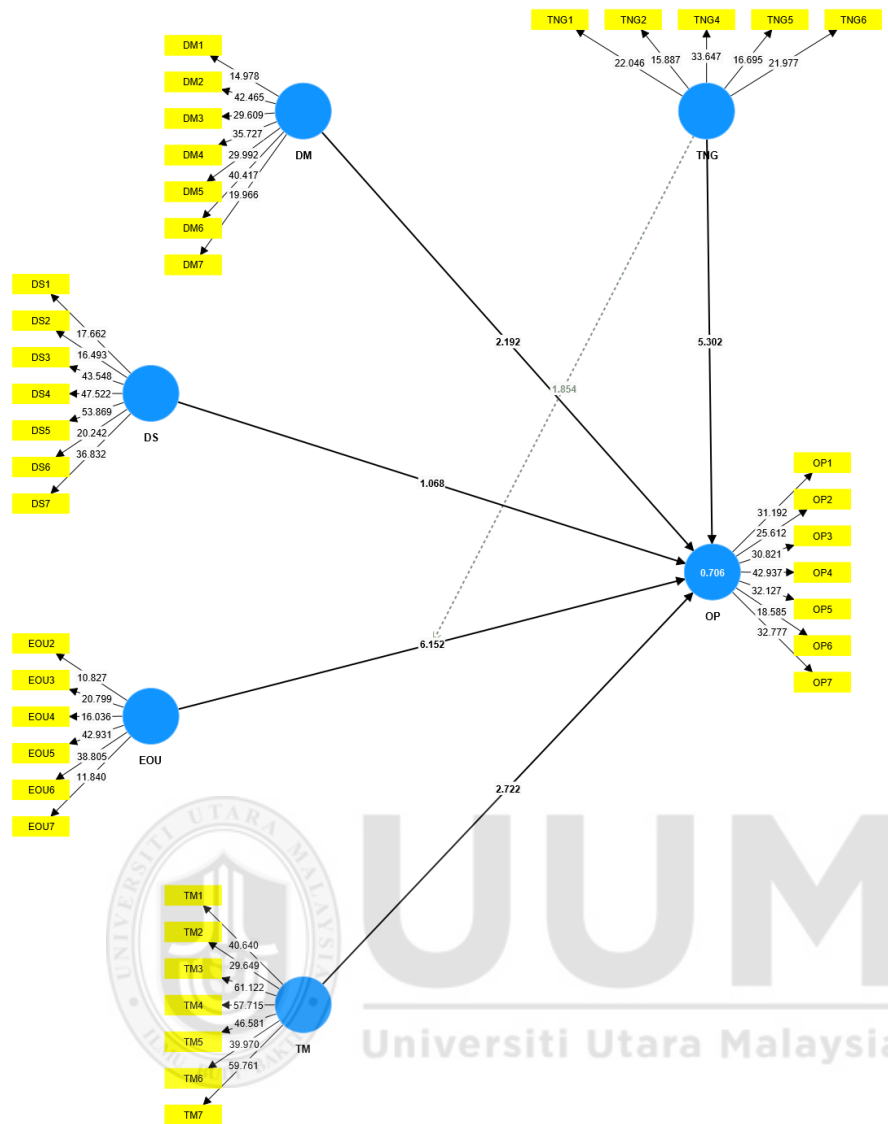 TNG1 TNG2 TNG4 TNG5 TNG6
22.046 15.887 33.647 16.695 21.977
TNG
DM1
DM2
DM3
DM4
DM5
DM6
DM7
14.978
42.465
29.609
35.727
29.992
40.417
19.966
DM
2.192
1.854
5.302
DS1
DS2
DS3
DS4
DS5
DS6
DS7
17.662
16.493
43.548
47.522
53.869
20.242
36.832
DS
1.068
OP1
OP2
OP3
OP4
OP5
OP6
OP7
31.192
25.612
30.821
42.937
32.127
18.585
32.777
0.706
OP
EOU2
EOU3
EOU4
EOU5
EOU6
EOU7
10.827
20.799
16.036
42.931
38.805
11.840
EOU
6.152
2.722
TM1
TM2
TM3
TM4
TM5
TM6
TM7
40.640
29.649
61.122
57.715
46.581
39.970
59.761
TM
UNIVERSITI UTARA MALAYSIA
UUM
Universiti Utara Malaysia